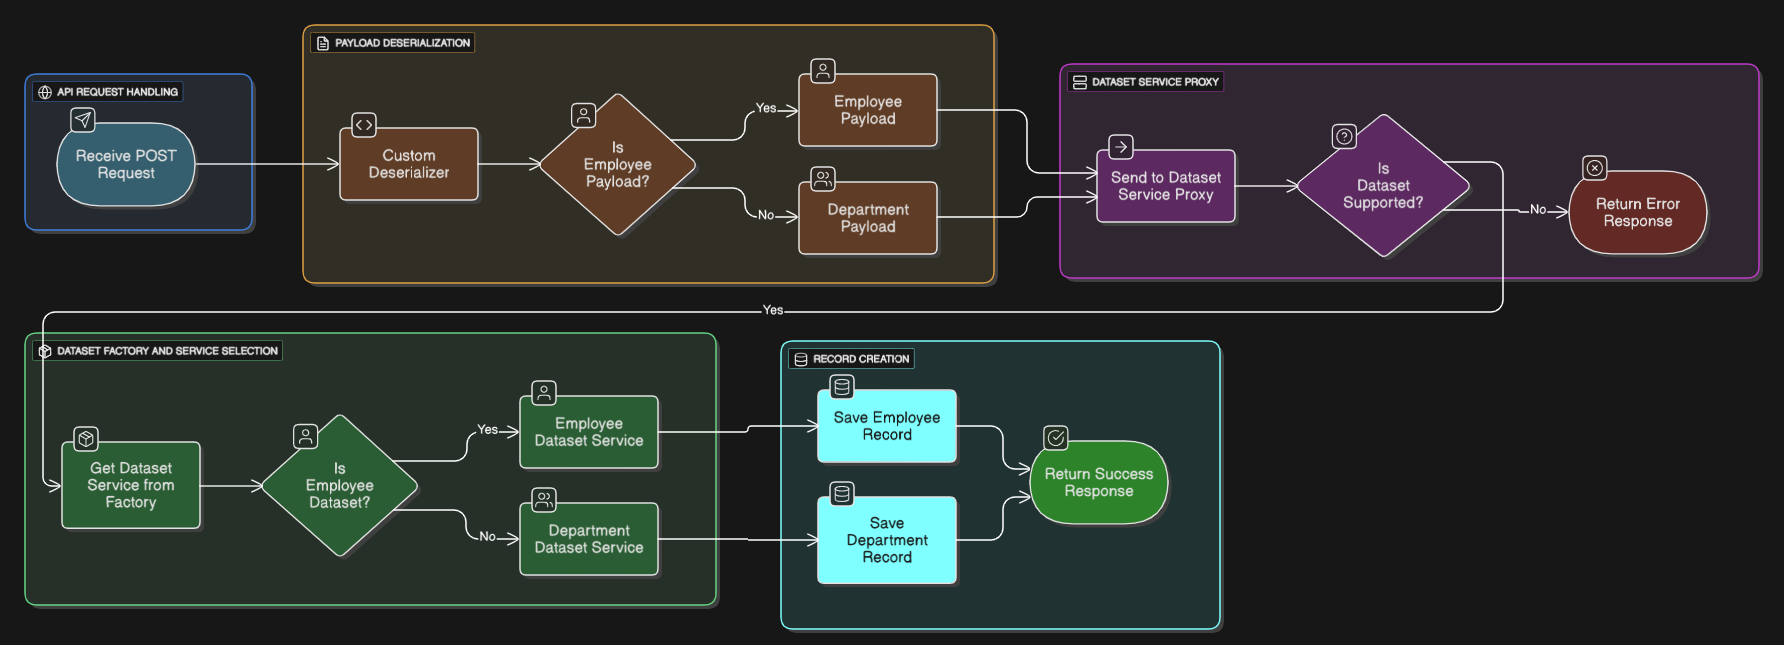 API REQUEST HANDLING
Receive POST
Request
PAYLOAD DESERIALIZATION
Custom
Deserializer
Is
Employee
Payload?
Yes
Employee
Payload
No
Department
Payload
DATASET SERVICE PROXY
Send to Dataset
Service Proxy
Is
Dataset
Supported?
No
Return Error
Response
Yes
DATASET FACTORY AND SERVICE SELECTION
Get Dataset
Service from
Factory
Is
Employee
Dataset?
Yes
Employee
Dataset Service
No
Department
Dataset Service
RECORD CREATION
Save Employee
Record
Save
Department
Record
Return Success
Response